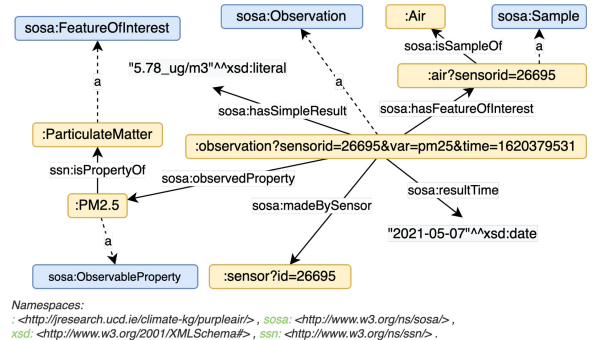 sosa:FeatureOfInterest
sosa:Observation
:Air
sosa:Sample
sosa:isSampleOf
a
a
a
"5.78_ug/m3"^^xsd:literal
:air?sensorid=26695
sosa:hasSimpleResult
sosa:hasFeatureOfInterest
:ParticulateMatter
:observation?sensorid=26695&var=pm25&time=1620379531
ssn:isPropertyOf
sosa:observedProperty
sosa:resultTime
:PM2.5
sosa:madeBySensor
"2021-05-07"^^xsd:date
a
sosa:ObservableProperty
:sensor?id=26695
Namespaces:
: <http://jresearch.ucd.ie/climate-kg/purpleair/> , sosa: <http://www.w3.org/ns/sosa/> ,
xsd: <http://www.w3.org/2001/XMLSchema#> , ssn: <http://www.w3.org/ns/ssn/> .